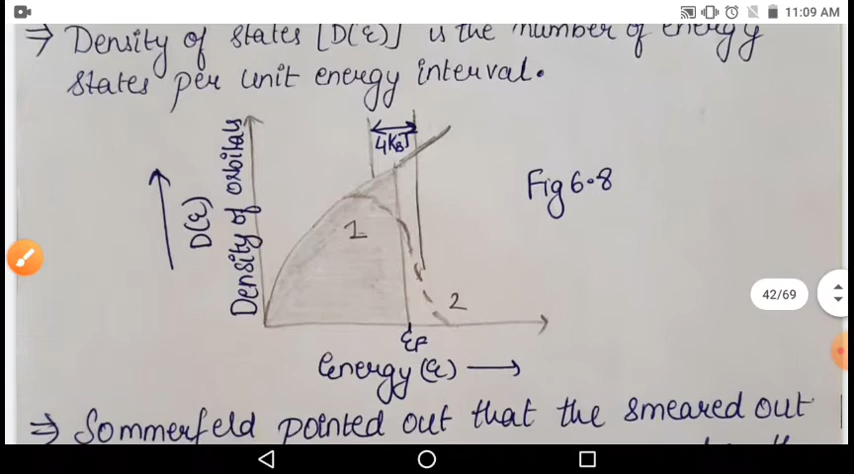 11:09 AM
⇒ Density of states [D(ε)] is the number of energy
states per unit energy interval.
4KBT
D(ε)
Density of orbitals
1
2
Fig 6.8
42/69
εF
Energy (ε) →
⇒ Sommerfeld pointed out that the smeared out